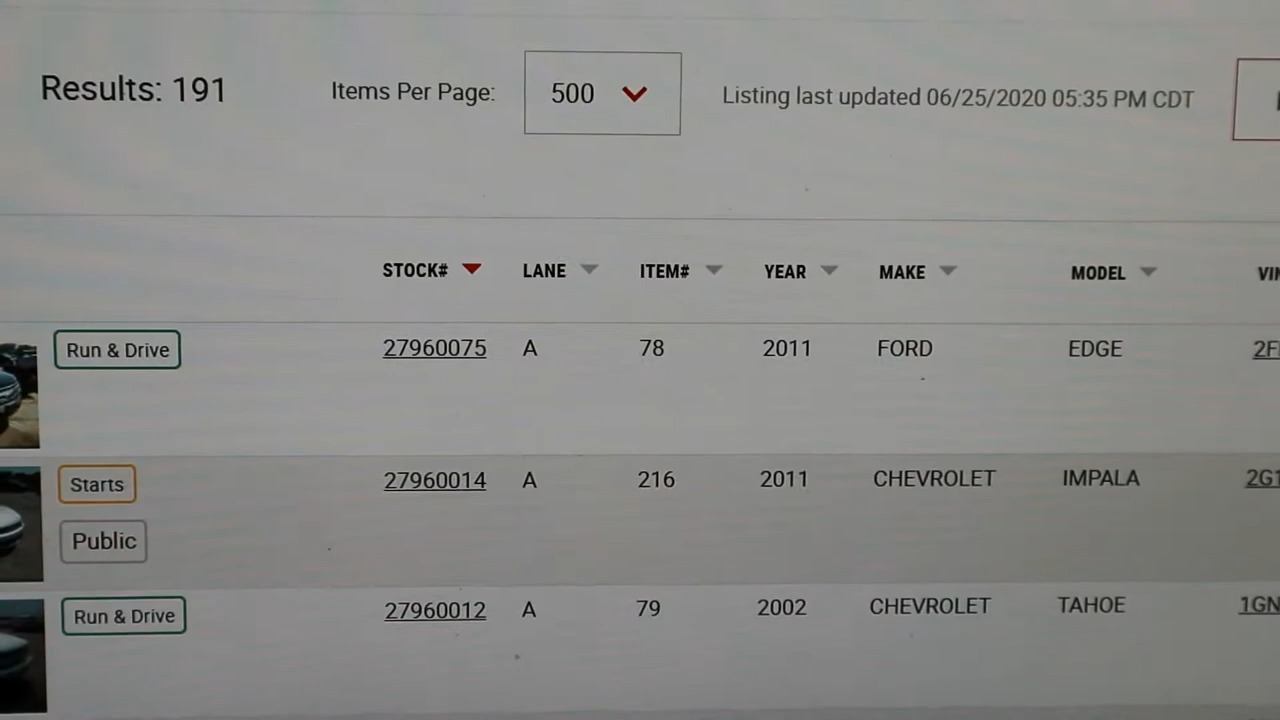 Results: 191 Items Per Page: 500 Listing last updated 06/25/2020 05:35 PM CDT
STOCK# LANE ITEM# YEAR MAKE MODEL
Run & Drive 27960075 A 78 2011 FORD EDGE
Starts 27960014 A 216 2011 CHEVROLET IMPALA
Public
Run & Drive 27960012 A 79 2002 CHEVROLET TAHOE